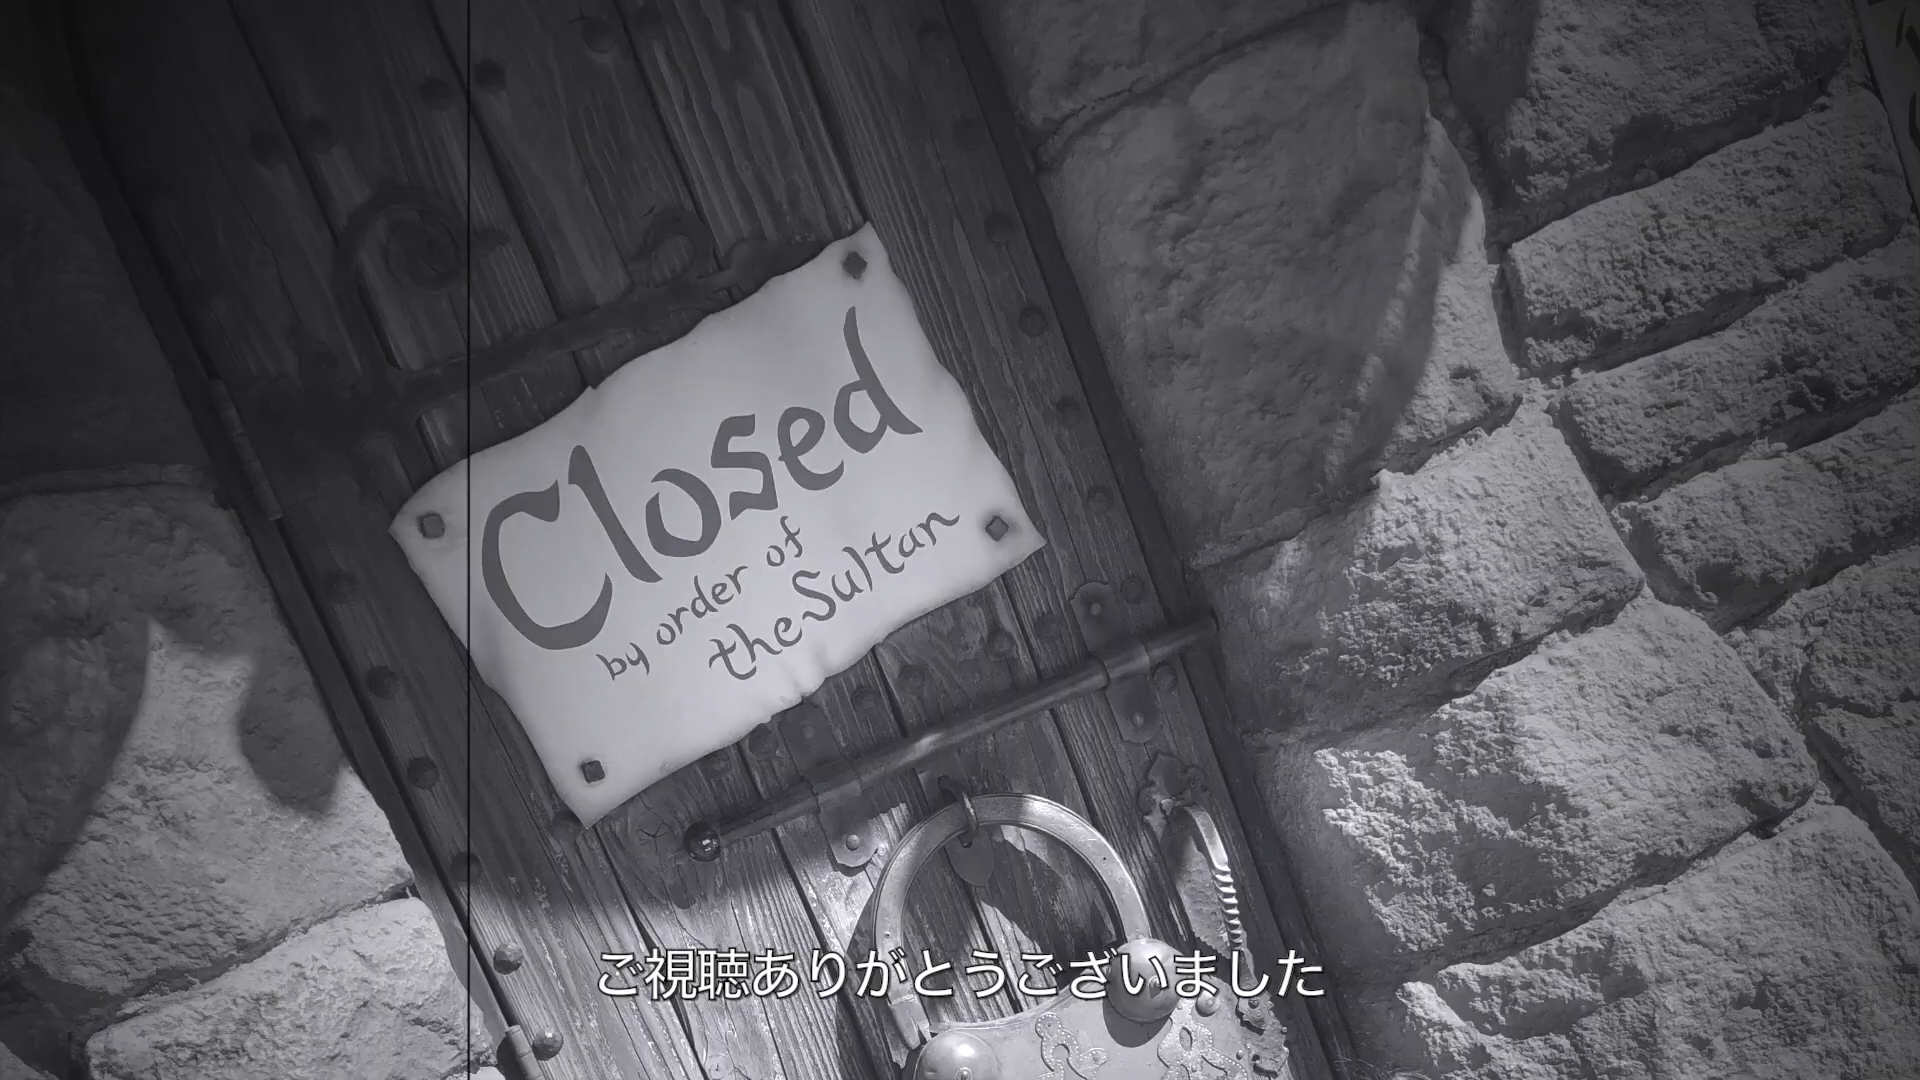 Closed
by order of
the Sultan
ご視聴ありがとうございました